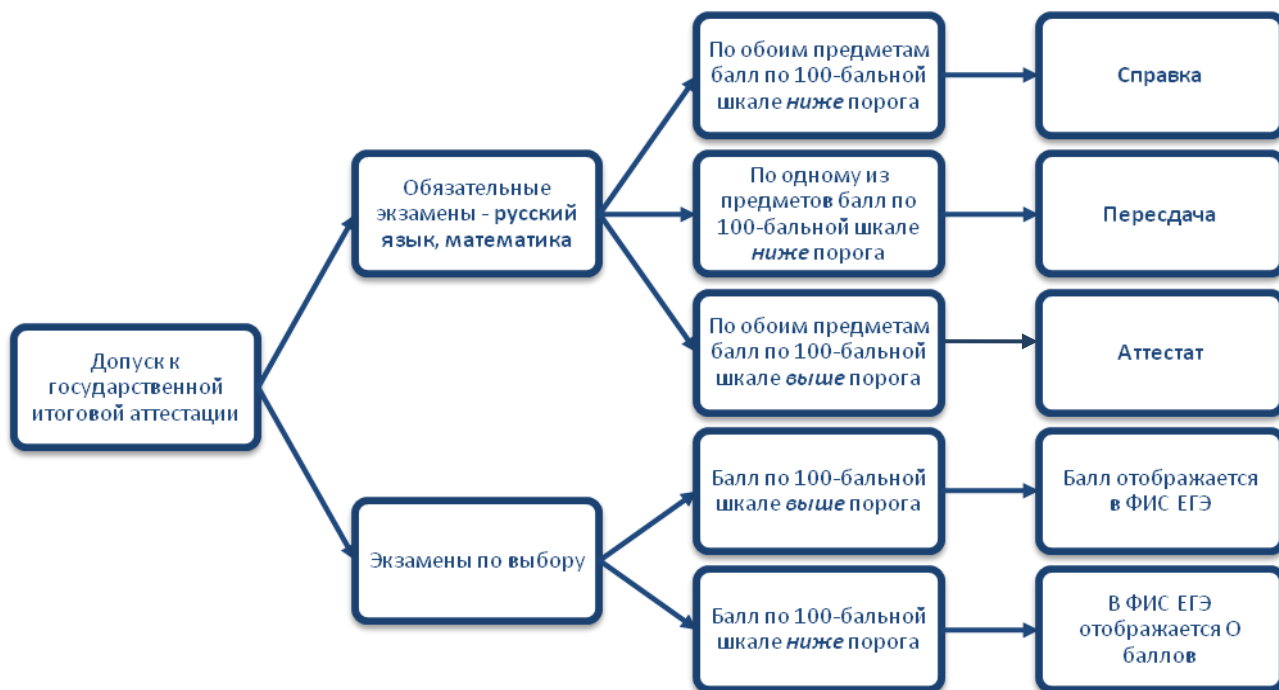 По обоим предметам
балл по 100-бальной
шкале ниже порога
Справка
Обязательные
экзамены - русский
язык, математика
По одному из
предметов балл по
100-бальной шкале
ниже порога
Пересдача
По обоим предметам
балл по 100-бальной
шкале выше порога
Аттестат
Допуск к
государственной
итоговой аттестации
Балл по 100-бальной
шкале выше порога
Балл отображается
в ФИС ЕГЭ
Экзамены по выбору
Балл по 100-бальной
шкале ниже порога
В ФИС ЕГЭ
отображается О
баллов